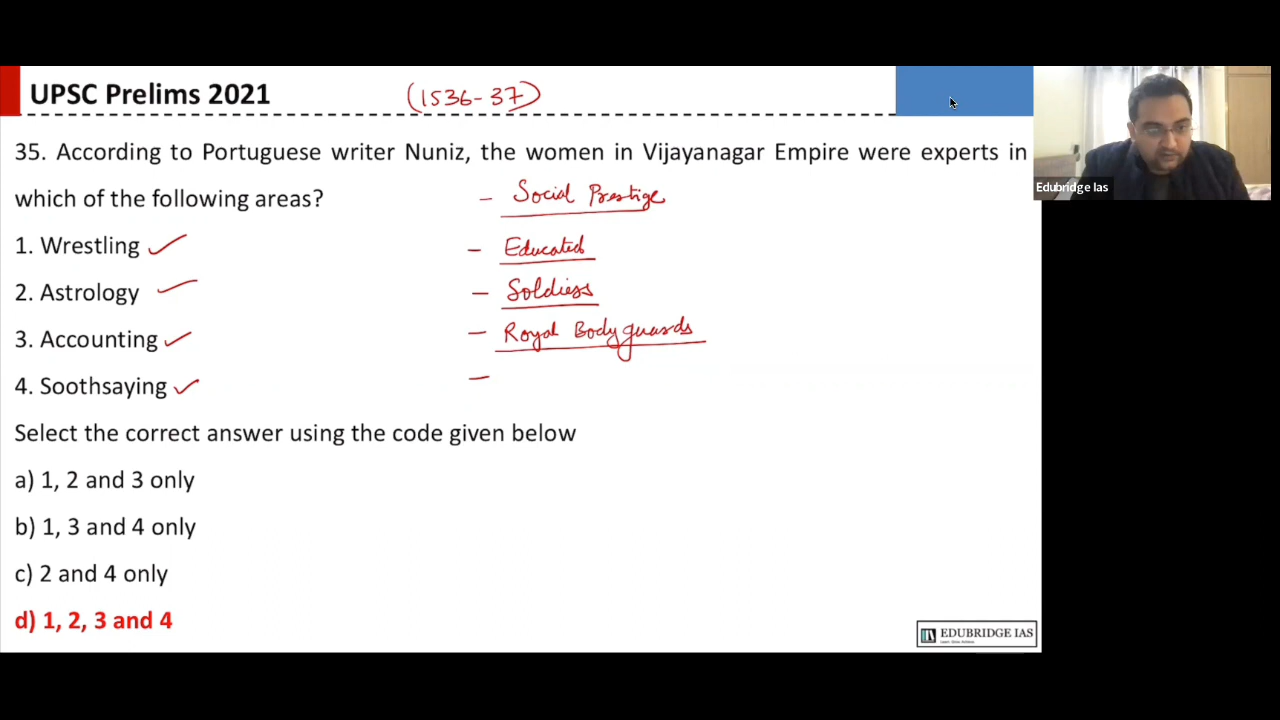 UPSC Prelims 2021 (1536-37)
35. According to Portuguese writer Nuniz, the women in Vijayanagar Empire were experts in
which of the following areas? - Social Prestige
1. Wrestling - Educated
2. Astrology - Soldiers
3. Accounting - Royal Bodyguards
4. Soothsaying -
Select the correct answer using the code given below
a) 1, 2 and 3 only
b) 1, 3 and 4 only
c) 2 and 4 only
d) 1, 2, 3 and 4
Edubridge Ias
EDUBRIDGE IAS